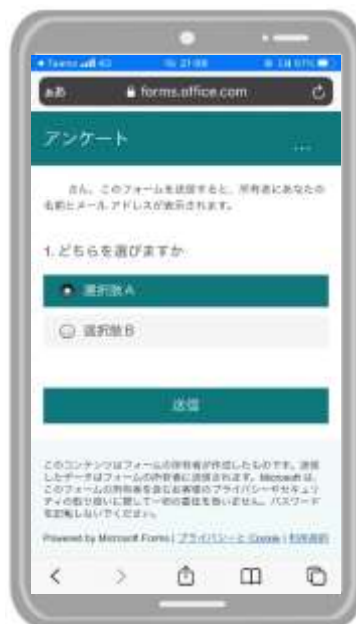 Teams 4G 21:09 57%
ああ forms.office.com
アンケート
さん、このフォームを送信すると、所有者にあなたの
名前とメール アドレスが表示されます。
1. どちらを選びますか
選択肢 A
選択肢 B
送信
このコンテンツはフォームの所有者が作成したものです。送信
したデータはフォームの所有者に送信されます。Microsoft は、
このフォームの所有者を含むお客様のプライバシーやセキュリ
ティの取り扱いに関して一切の責任を負いません。パスワード
を記載しないでください。
Powered by Microsoft Forms | プライバシーと Cookie | 利用規約